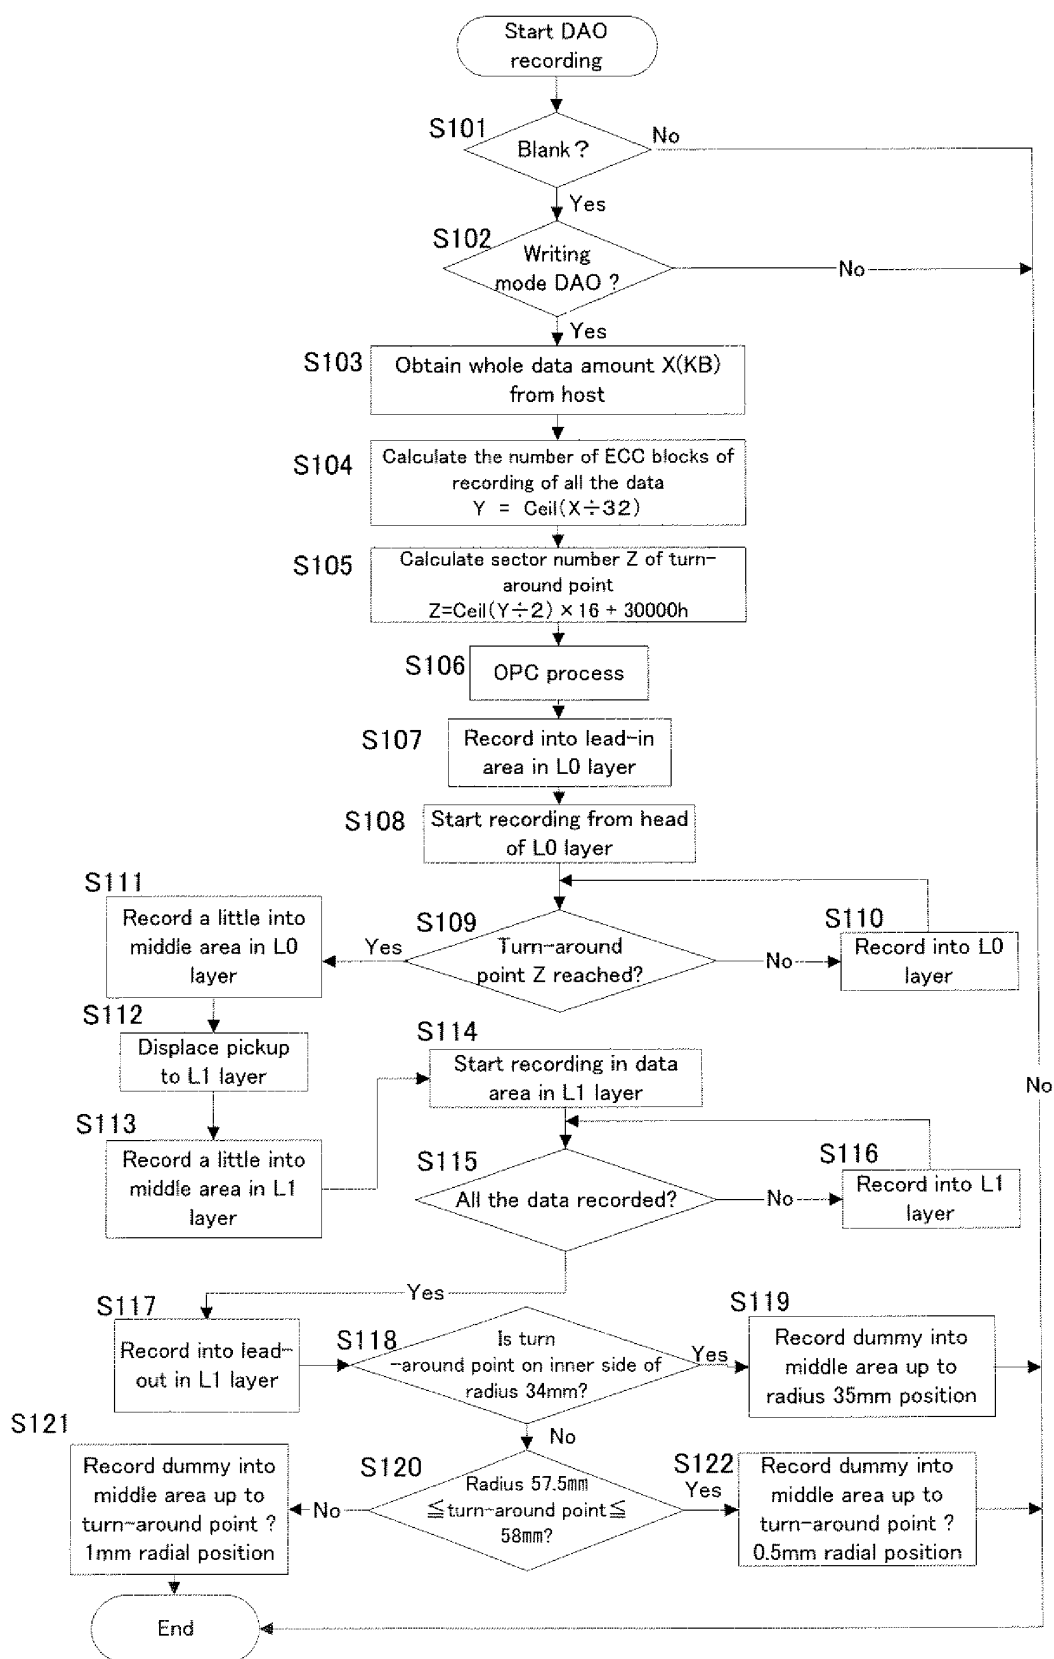 Start DAO
recording
S101
Blank?
No
Yes
S102
Writing
mode DAO ?
No
Yes
S103
Obtain whole data amount X(KB)
from host
S104
Calculate the number of ECC blocks of
recording of all the data
Y = Ceil(X÷32)
S105
Calculate sector number Z of turn-
around point
Z=Ceil(Y÷2)×16+30000h
S106
OPC process
S107
Record into lead-in
area in L0 layer
S108
Start recording from head
of L0 layer
S109
Turn-around
point Z reached?
Yes
No
S110
Record into L0
layer
S111
Record a little into
middle area in L0
layer
S112
Displace pickup
to L1 layer
S113
Record a little into
middle area in L1
layer
S114
Start recording in data
area in L1 layer
No
S115
All the data recorded?
No
S116
Record into L1
layer
Yes
S117
Record into lead-
out in L1 layer
S118
Is turn
-around point on inner side of
radius 34mm?
Yes
S119
Record dummy into
middle area up to
radius 35mm position
No
S120
Radius 57.5mm
≦turn-around point≦
58mm?
No
Yes
S121
Record dummy into
middle area up to
turn-around point ?
1mm radial position
S122
Record dummy into
middle area up to
turn-around point ?
0.5mm radial position
End